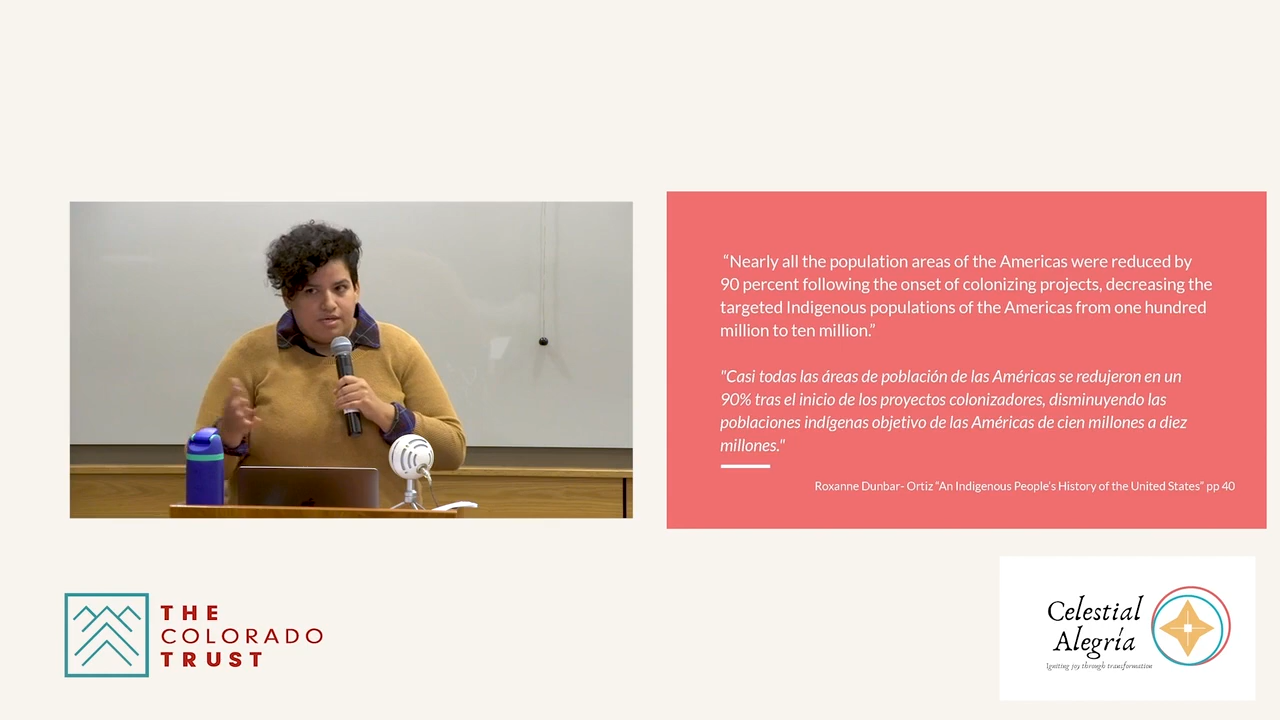 “Nearly all the population areas of the Americas were reduced by
90 percent following the onset of colonizing projects, decreasing the
targeted Indigenous populations of the Americas from one hundred
million to ten million.”
"Casi todas las áreas de población de las Américas se redujeron en un
90% tras el inicio de los proyectos colonizadores, disminuyendo las
poblaciones indígenas objetivo de las Américas de cien millones a diez
millones."
Roxanne Dunbar- Ortiz “An Indigenous People's History of the United States” pp 40
THE
COLORADO
TRUST
Celestial
Alegría
Igniting joy through transformation